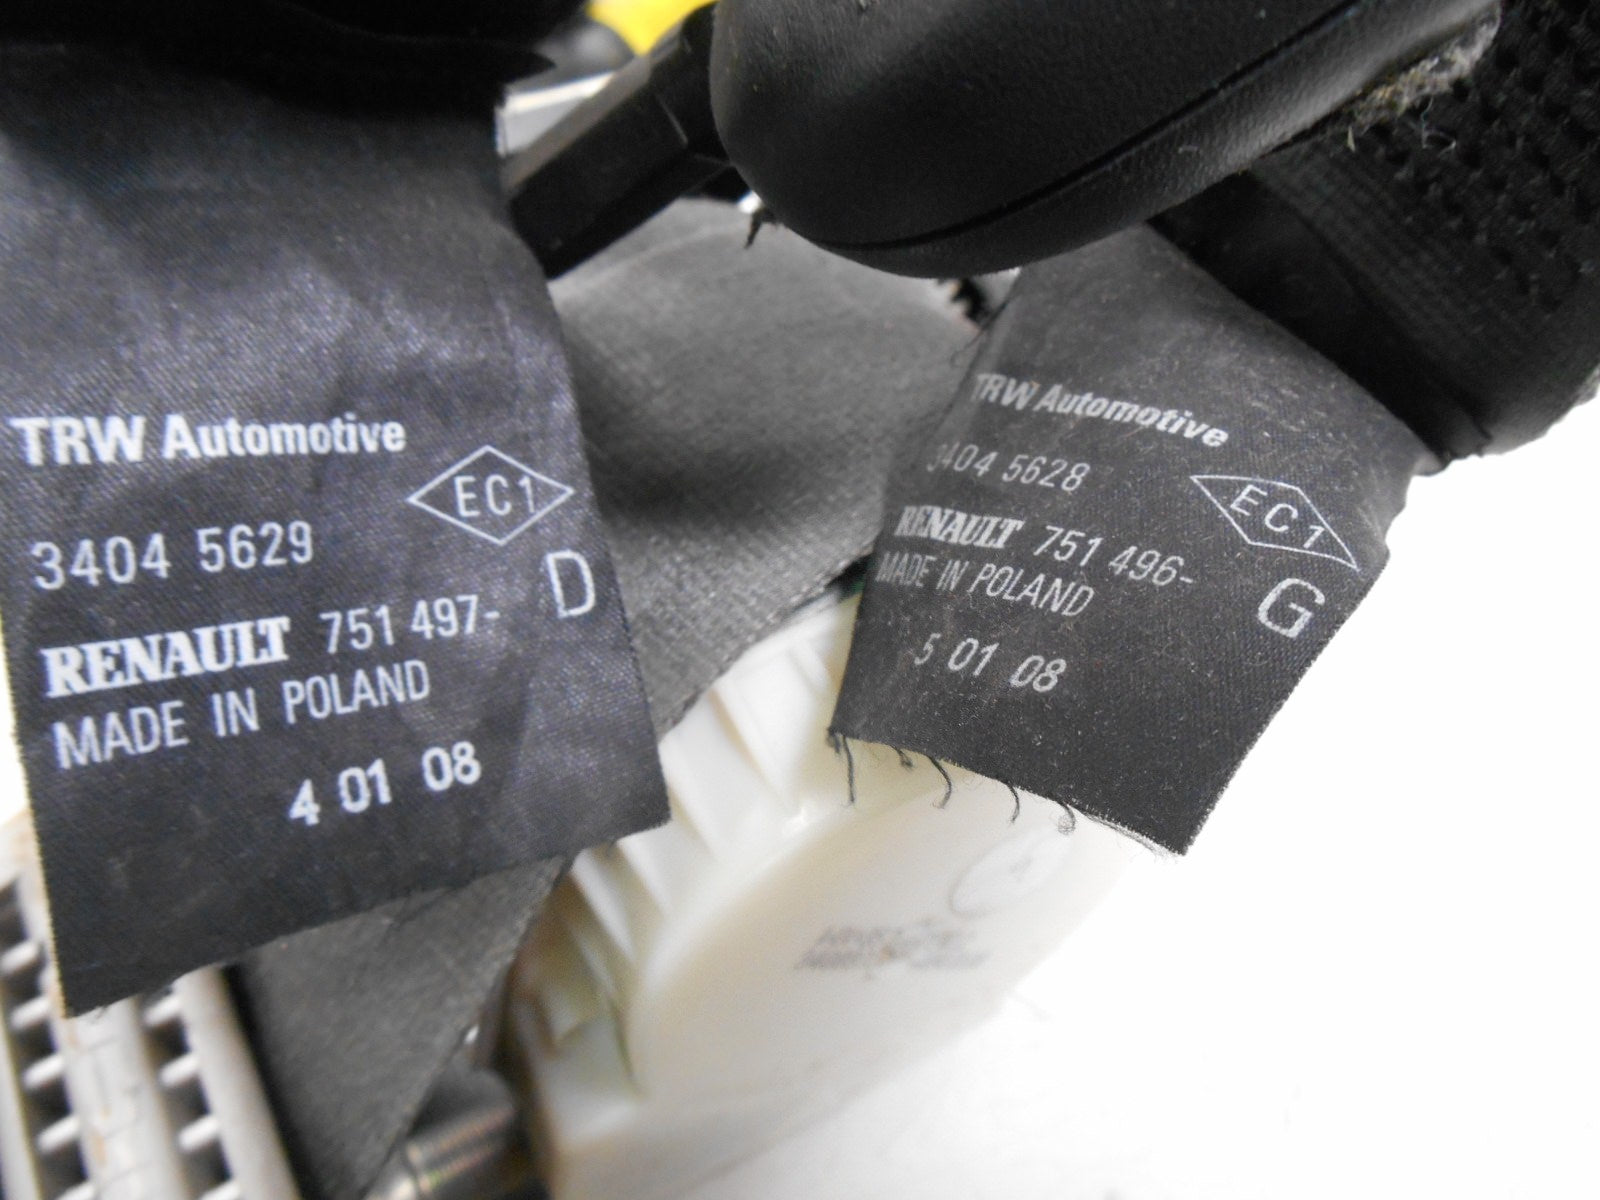 TRW Automotive
EC1
3404 5629
D
RENAULT 751 497-
MADE IN POLAND
4 01 08
TRW Automotive
3404 5628
EC1
RENAULT 751 496-
MADE IN POLAND
G
5 01 08